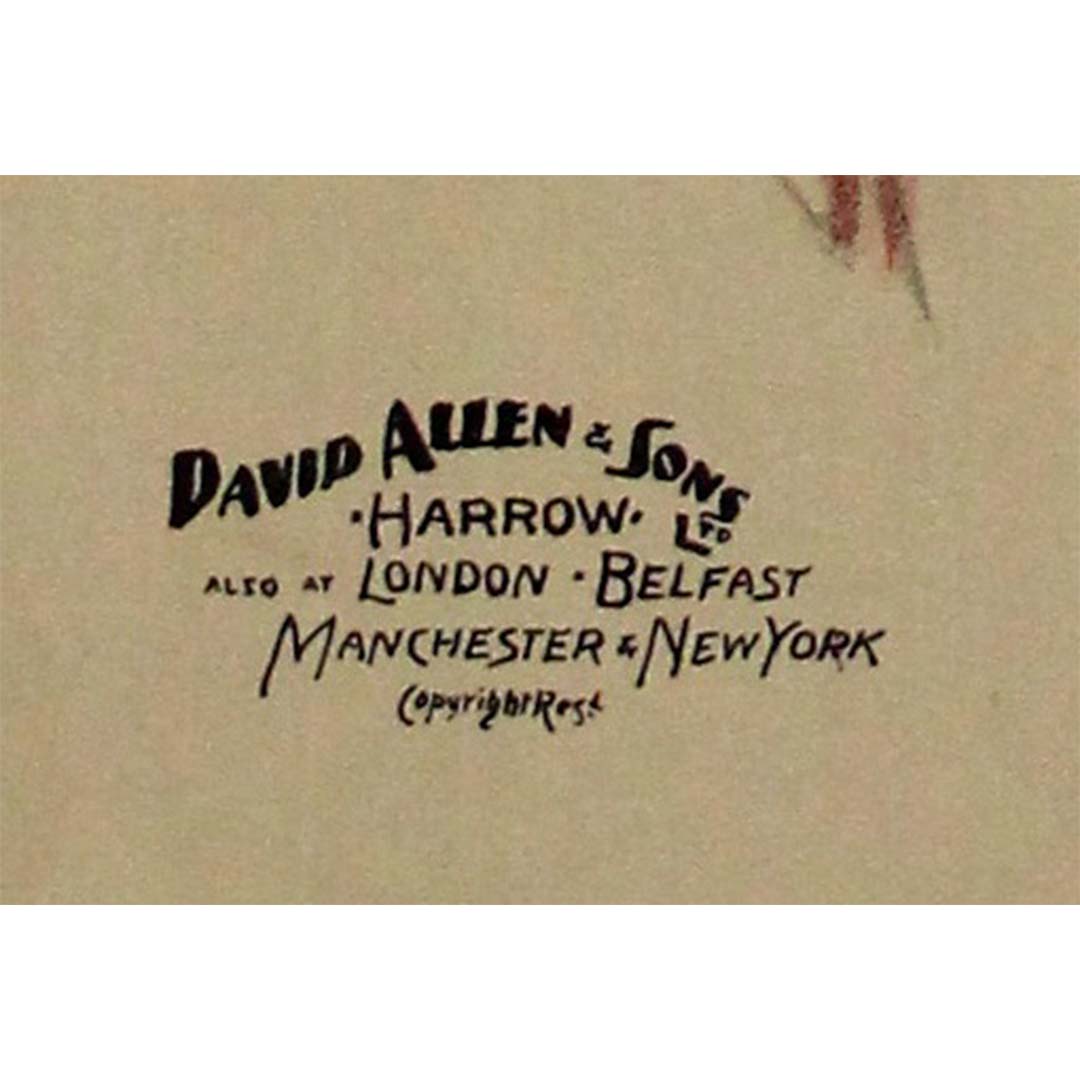 DAVID ALLEN & SONS LTD
·HARROW·
ALSO AT LONDON · BELFAST
MANCHESTER & NEW YORK
Copyright Regd